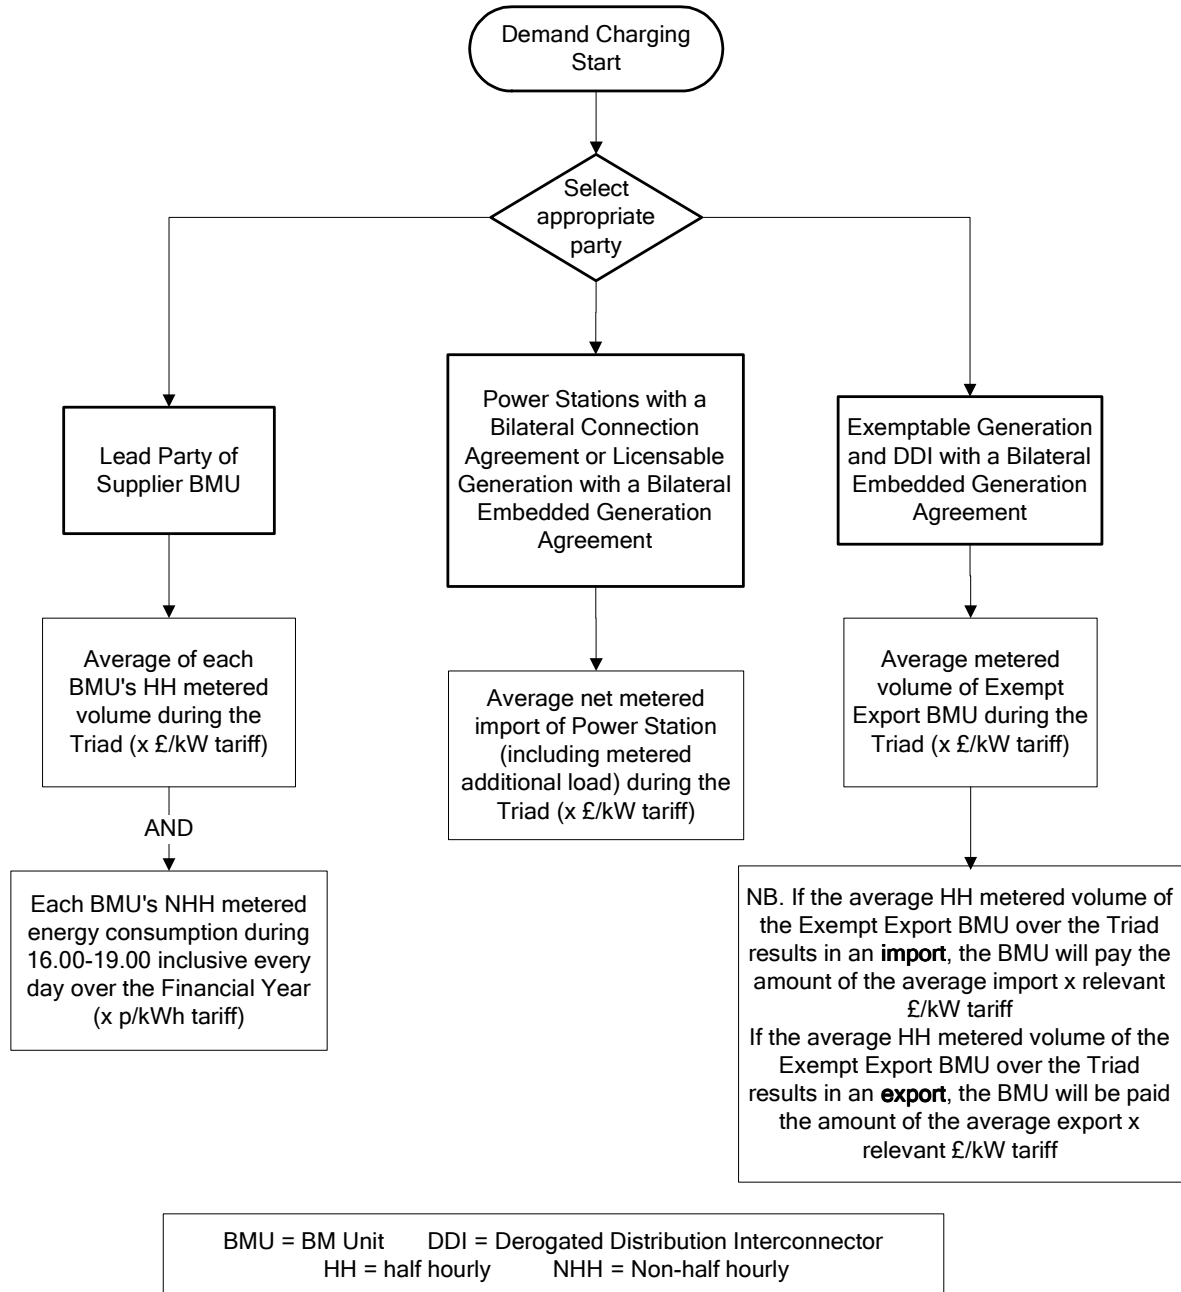 Demand Charging
Start
Select
appropriate
party
Lead Party of
Supplier BMU
Power Stations with a
Bilateral Connection
Agreement or Licensable
Generation with a Bilateral
Embedded Generation
Agreement
Exemptable Generation
and DDI with a Bilateral
Embedded Generation
Agreement
Average of each
BMU's HH metered
volume during the
Triad (x £/kW tariff)
Average net metered
import of Power Station
(including metered
additional load) during the
Triad (x £/kW tariff)
Average metered
volume of Exempt
Export BMU during the
Triad (x £/kW tariff)
AND
Each BMU's NHH metered
energy consumption during
16.00-19.00 inclusive every
day over the Financial Year
(x p/kWh tariff)
NB. If the average HH metered volume of
the Exempt Export BMU over the Triad
results in an import, the BMU will pay the
amount of the average import x relevant
£/kW tariff
If the average HH metered volume of the
Exempt Export BMU over the Triad
results in an export, the BMU will be paid
the amount of the average export x
relevant £/kW tariff
BMU = BM Unit DDI = Derogated Distribution Interconnector
HH = half hourly NHH = Non-half hourly